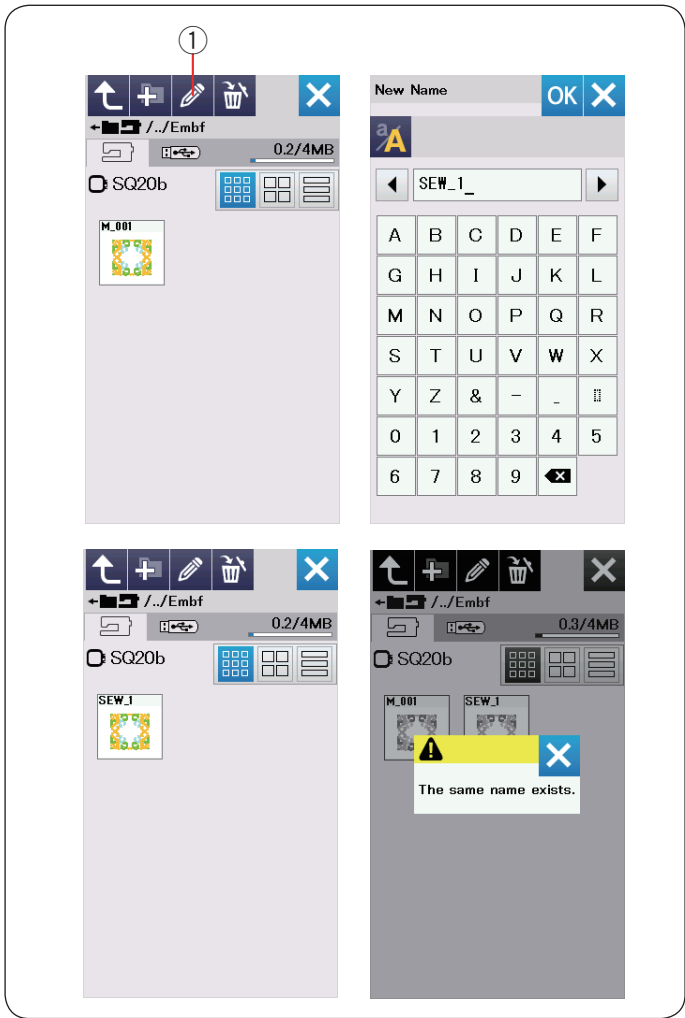 1
/../Embf
0.2/4MB
SQ20b
M_001
New Name
OK
a/A
SEW_1_
A B C D E F
G H I J K L
M N O P Q R
S T U V W X
Y Z & – _
0 1 2 3 4 5
6 7 8 9
/../Embf
0.2/4MB
SQ20b
SEW_1
/../Embf
0.3/4MB
SQ20b
M_001 SEW_1
The same name exists.